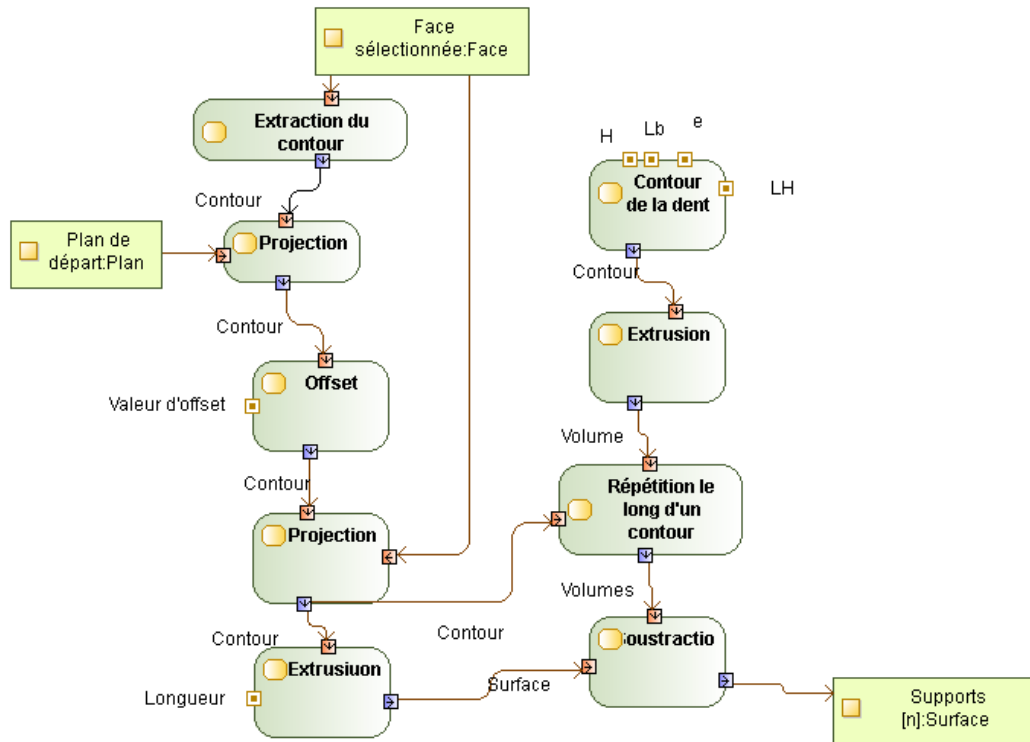 Face
sélectionnée:Face
Extraction du
contour
Contour
Plan de
départ:Plan
Projection
Contour
Offset
Valeur d'offset
Contour
Projection
Contour
Extrusiuon
Longueur
H
Lb
e
LH
Contour
de la dent
Contour
Extrusion
Volume
Répétition le
long d'un
contour
Volumes
Contour
Soustractio
Surface
Supports
[n]:Surface